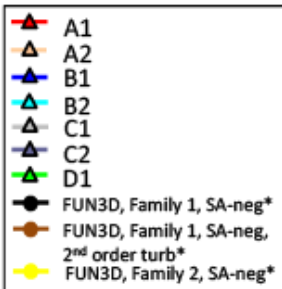 A1
A2
B1
B2
C1
C2
D1
FUN3D, Family 1, SA-neg*
FUN3D, Family 1, SA-neg,
2nd order turb*
FUN3D, Family 2, SA-neg*